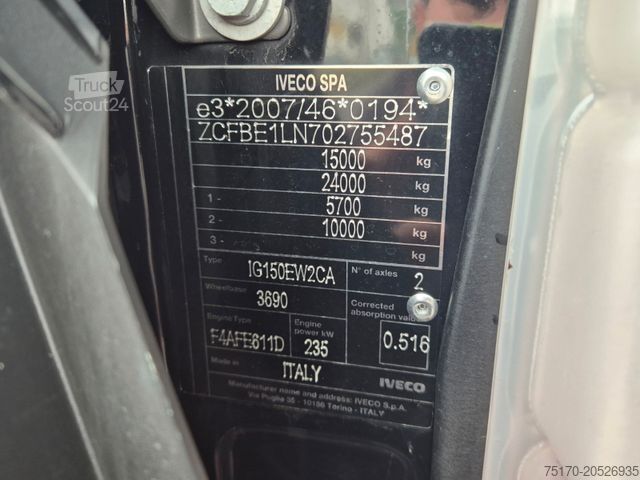 Truck
Scout24
IVECO SPA
e3*2007/46*0194*
ZCFBE1LN702755487
15000 kg
24000 kg
1 - 5700 kg
2 - 10000 kg
3 - kg
Type IG150EW2CA N° of axles 2
Wheelbase 3690 Corrected absorption value
Engine Type F4AFE611D Engine power kW 235 0.516
Made in ITALY IVECO
Manufacturer name and address: IVECO S.p.A.
Via Puglia 35 - 10156 Torino - ITALY
75170-20526935